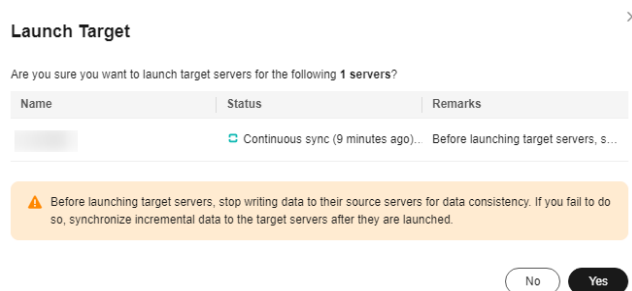 Launch Target
Are you sure you want to launch target servers for the following 1 servers?
Name Status Remarks
Continuous sync (9 minutes ago)... Before launching target servers, s...
Before launching target servers, stop writing data to their source servers for data consistency. If you fail to do
so, synchronize incremental data to the target servers after they are launched.
No Yes